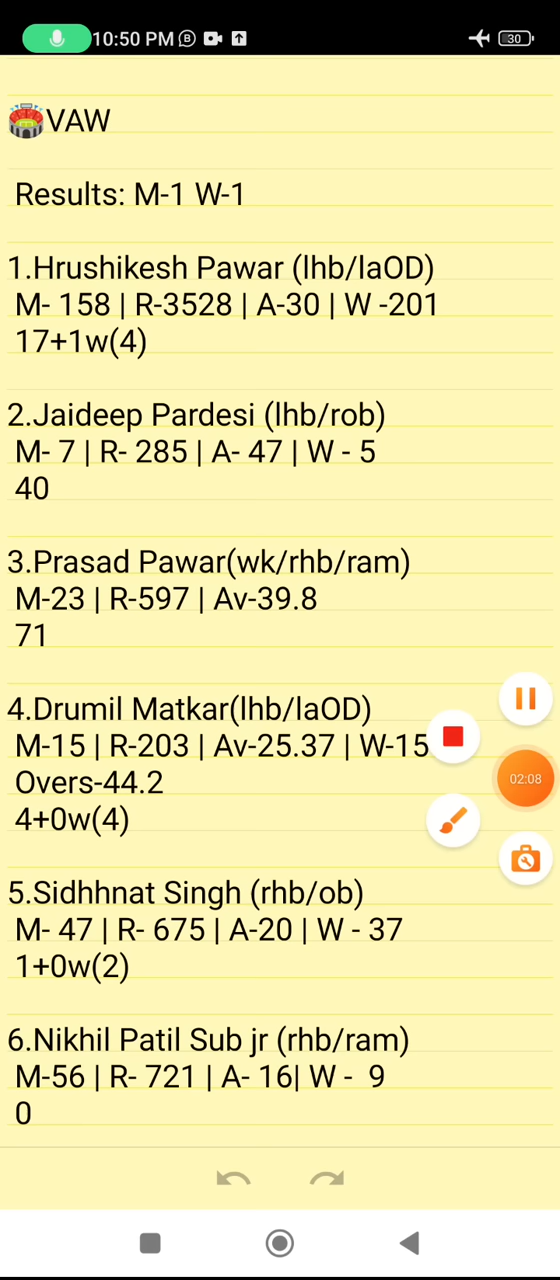 10:50 PM
30
VAW
Results: M-1 W-1
1.Hrushikesh Pawar (lhb/laOD)
M- 158 | R-3528 | A-30 | W -201
17+1w(4)
2.Jaideep Pardesi (lhb/rob)
M- 7 | R- 285 | A- 47 | W - 5
40
3.Prasad Pawar(wk/rhb/ram)
M-23 | R-597 | Av-39.8
71
4.Drumil Matkar(lhb/laOD)
M-15 | R-203 | Av-25.37 | W-15
Overs-44.2
02:08
4+0w(4)
5.Sidhhnat Singh (rhb/ob)
M- 47 | R- 675 | A-20 | W - 37
1+0w(2)
6.Nikhil Patil Sub jr (rhb/ram)
M-56 | R- 721 | A- 16| W -  9
0